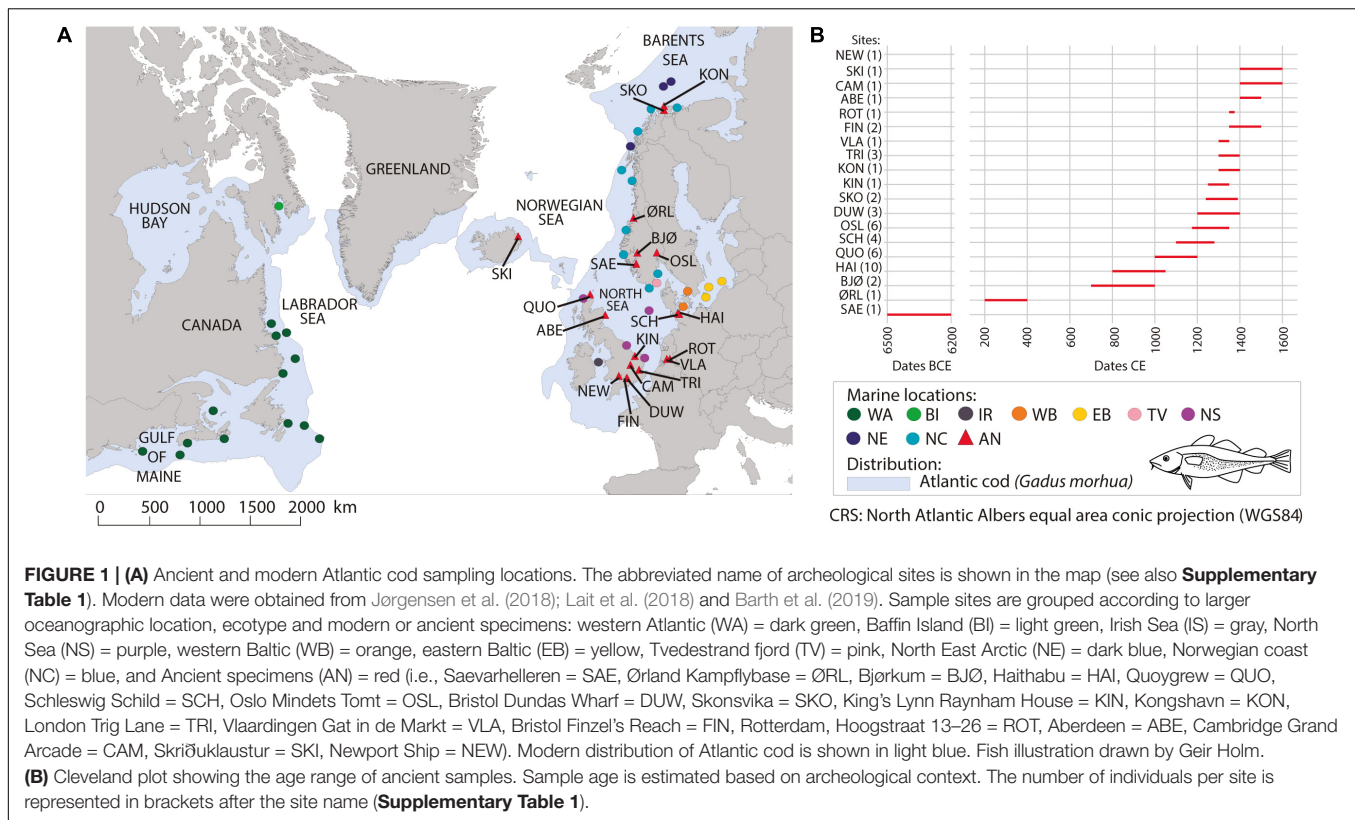 A
BARENTS
SEA
KON
SKO
GREENLAND
HUDSON
BAY
NORWEGIAN
SEA
ØRL
BJØ
OSL
SKI
SAE
LABRADOR
SEA
CANADA
QUO
NORTH
SEA
ABE
SCH
HAI
KIN
ROT
VLA
NEW
CAM
TRI
FIN
DUW
GULF
OF
MAINE
0 500 1000 1500 2000 km
B
Sites:
NEW (1)
SKI (1)
CAM (1)
ABE (1)
ROT (1)
FIN (2)
VLA (1)
TRI (3)
KON (1)
KIN (1)
SKO (2)
DUW (3)
OSL (6)
SCH (4)
QUO (6)
HAI (10)
BJØ (2)
ØRL (1)
SAE (1)
6500 6200 200 400 600 800 1000 1200 1400 1600
Dates BCE Dates CE
Marine locations:
WA BI IR WB EB TV NS
NE NC AN
Distribution:
Atlantic cod (Gadus morhua)
CRS: North Atlantic Albers equal area conic projection (WGS84)
FIGURE 1 | (A) Ancient and modern Atlantic cod sampling locations. The abbreviated name of archeological sites is shown in the map (see also Supplementary
Table 1). Modern data were obtained from Jørgensen et al. (2018); Lait et al. (2018) and Barth et al. (2019). Sample sites are grouped according to larger
oceanographic location, ecotype and modern or ancient specimens: western Atlantic (WA) = dark green, Baffin Island (BI) = light green, Irish Sea (IS) = gray, North
Sea (NS) = purple, western Baltic (WB) = orange, eastern Baltic (EB) = yellow, Tvedestrand fjord (TV) = pink, North East Arctic (NE) = dark blue, Norwegian coast
(NC) = blue, and Ancient specimens (AN) = red (i.e., Saevarhelleren = SAE, Ørland Kampflybase = ØRL, Bjørkum = BJØ, Haithabu = HAI, Quoygrew = QUO,
Schleswig Schild = SCH, Oslo Mindets Tomt = OSL, Bristol Dundas Wharf = DUW, Skonsvika = SKO, King's Lynn Raynham House = KIN, Kongshavn = KON,
London Trig Lane = TRI, Vlaardingen Gat in de Markt = VLA, Bristol Finzel's Reach = FIN, Rotterdam, Hoogstraat 13–26 = ROT, Aberdeen = ABE, Cambridge Grand
Arcade = CAM, Skriðuklaustur = SKI, Newport Ship = NEW). Modern distribution of Atlantic cod is shown in light blue. Fish illustration drawn by Geir Holm.
(B) Cleveland plot showing the age range of ancient samples. Sample age is estimated based on archeological context. The number of individuals per site is
represented in brackets after the site name (Supplementary Table 1).